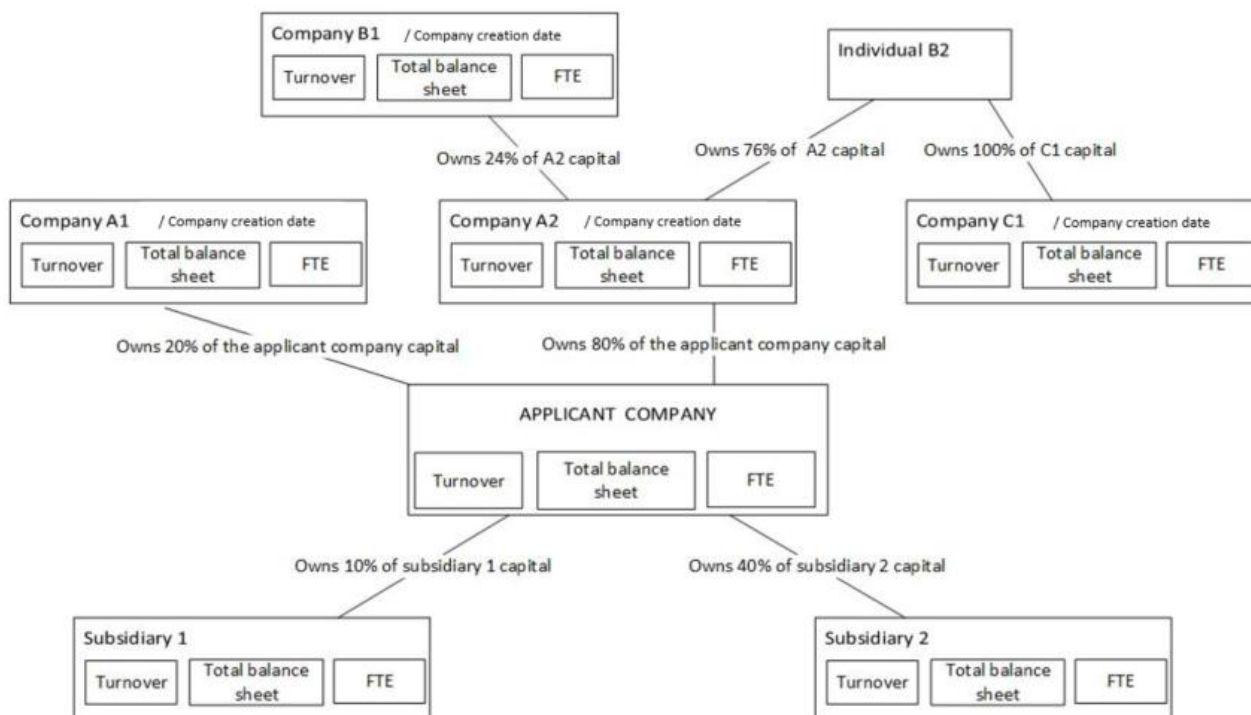 Company B1 / Company creation date
Turnover
Total balance
sheet
FTE
Individual B2
Owns 24% of A2 capital
Owns 76% of A2 capital
Owns 100% of C1 capital
Company A1 / Company creation date
Turnover
Total balance
sheet
FTE
Company A2 / Company creation date
Turnover
Total balance
sheet
FTE
Company C1 / Company creation date
Turnover
Total balance
sheet
FTE
Owns 20% of the applicant company capital
Owns 80% of the applicant company capital
APPLICANT COMPANY
Turnover
Total balance
sheet
FTE
Owns 10% of subsidiary 1 capital
Owns 40% of subsidiary 2 capital
Subsidiary 1
Turnover
Total balance
sheet
FTE
Subsidiary 2
Turnover
Total balance
sheet
FTE